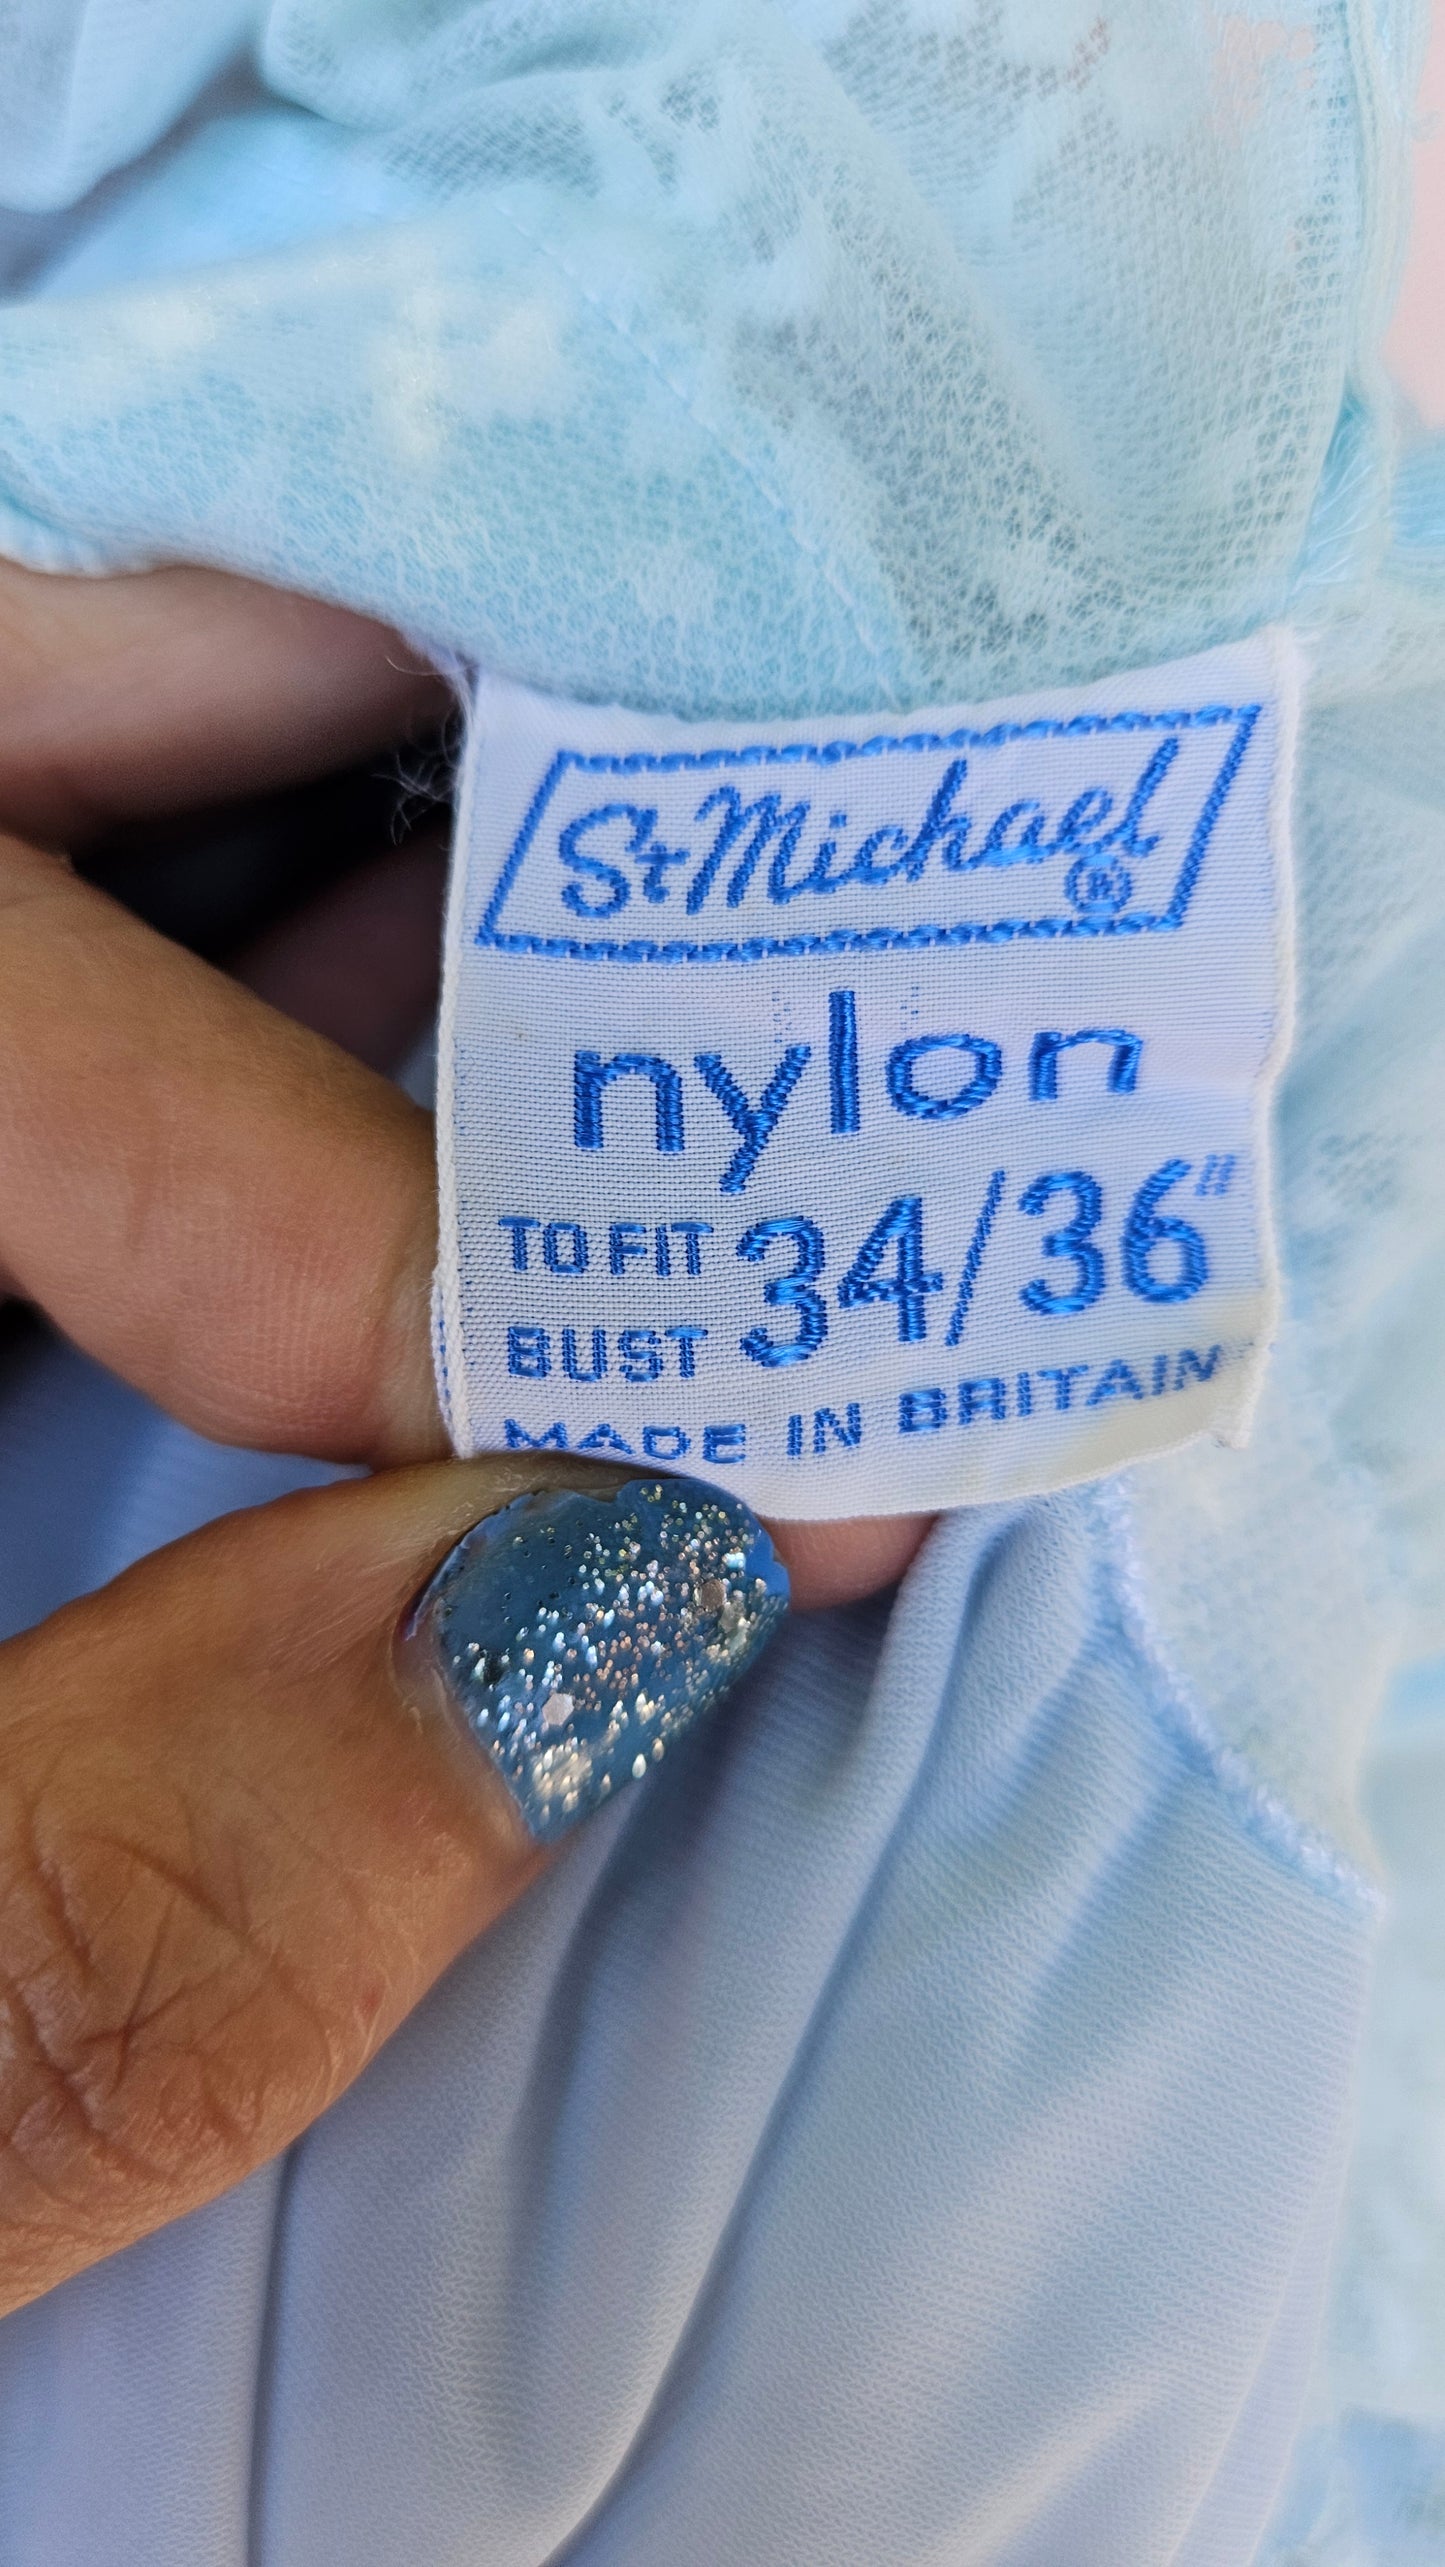 St Michael ®
nylon
TO FIT 34/36"
BUST
MADE IN BRITAIN